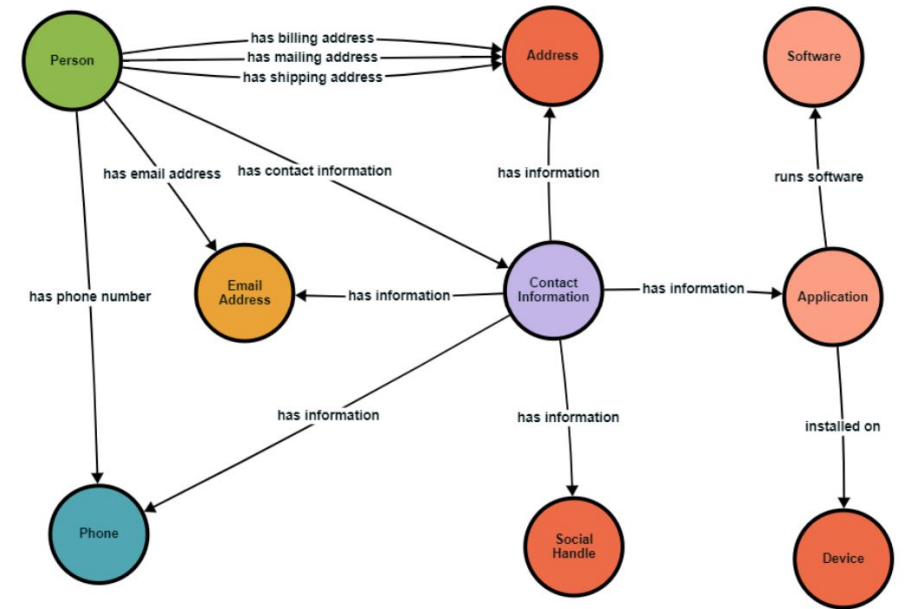 Person
has billing address
has mailing address
has shipping address
Address
Software
has email address
has contact information
has information
runs software
has phone number
Email
Address
has information
Contact
Information
has information
Application
has information
has information
installed on
Phone
Social
Handle
Device